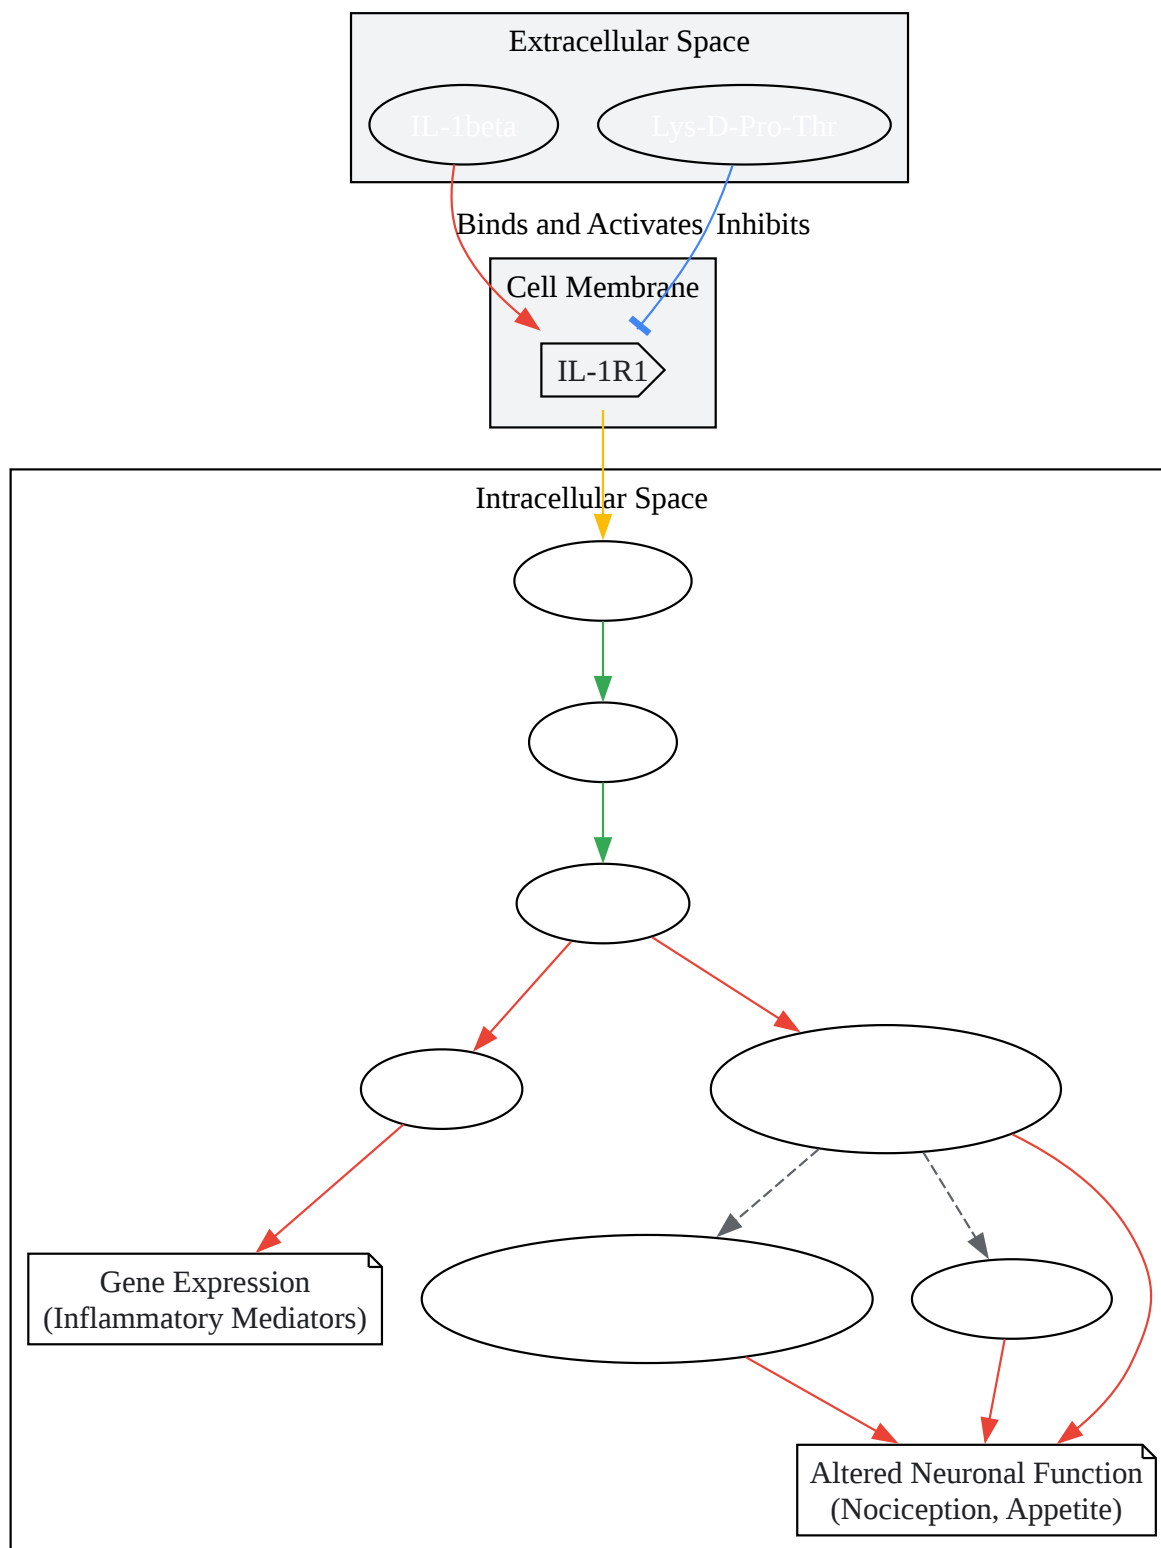 Extracellular Space
IL-1beta
Lys-D-Pro-Thr
Binds and Activates
Inhibits
Cell Membrane
IL-1R1
Intracellular Space
Gene Expression
(Inflammatory Mediators)
Altered Neuronal Function
(Nociception, Appetite)